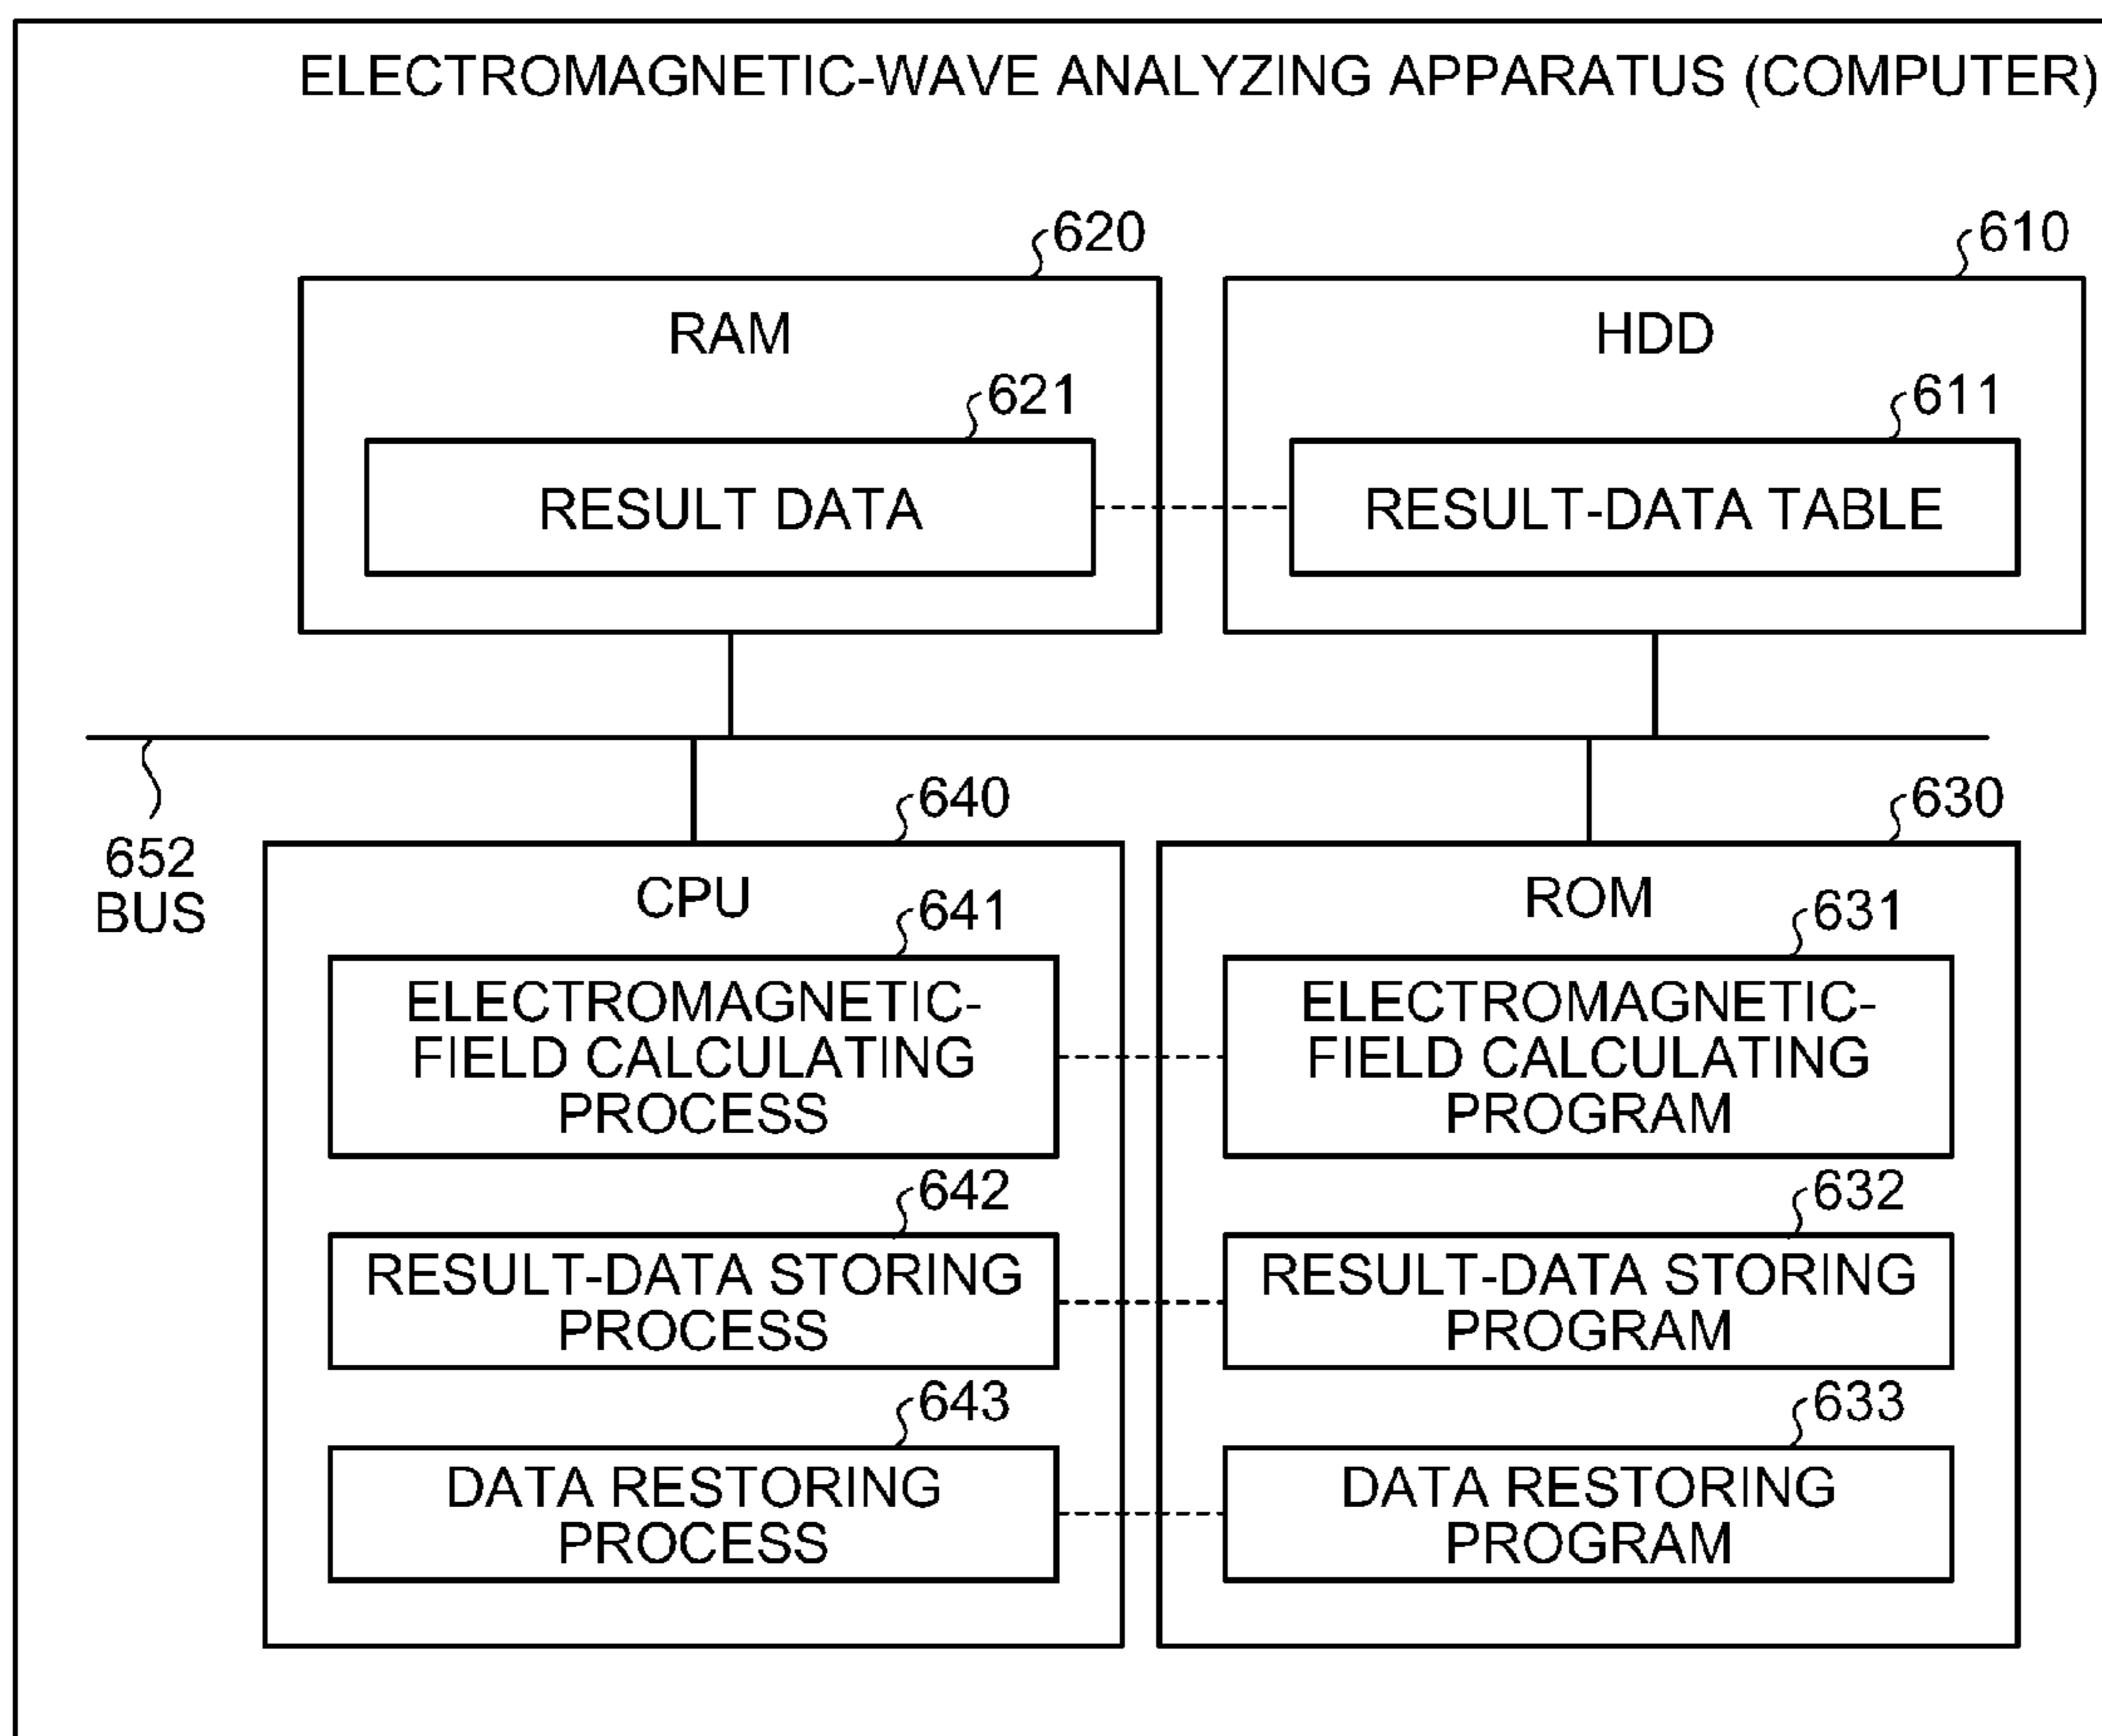 ELECTROMAGNETIC-WAVE ANALYZING APPARATUS (COMPUTER)
620
610
RAM
HDD
621
611
RESULT DATA
RESULT-DATA TABLE
652
BUS
640
630
CPU
ROM
641
631
ELECTROMAGNETIC-
FIELD CALCULATING
PROCESS
ELECTROMAGNETIC-
FIELD CALCULATING
PROGRAM
642
632
RESULT-DATA STORING
PROCESS
RESULT-DATA STORING
PROGRAM
643
633
DATA RESTORING
PROCESS
DATA RESTORING
PROGRAM